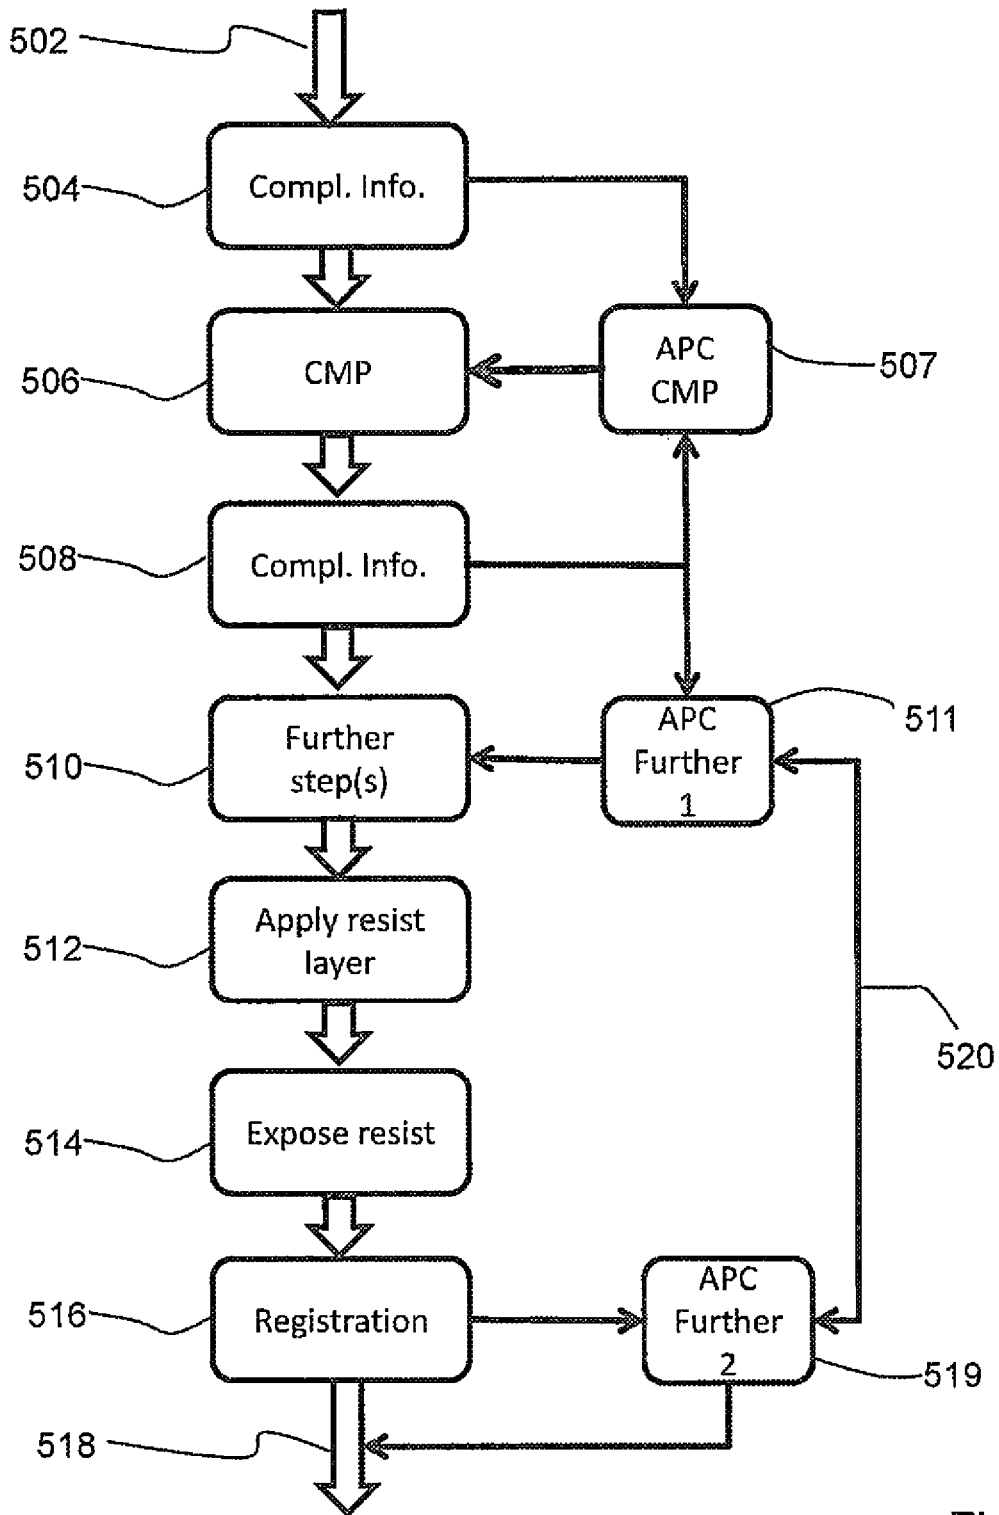 502
504
Compl. Info.
506
CMP
APC
CMP
507
508
Compl. Info.
510
Further
step(s)
APC
Further
1
511
512
Apply resist
layer
520
514
Expose resist
516
Registration
APC
Further
2
519
518